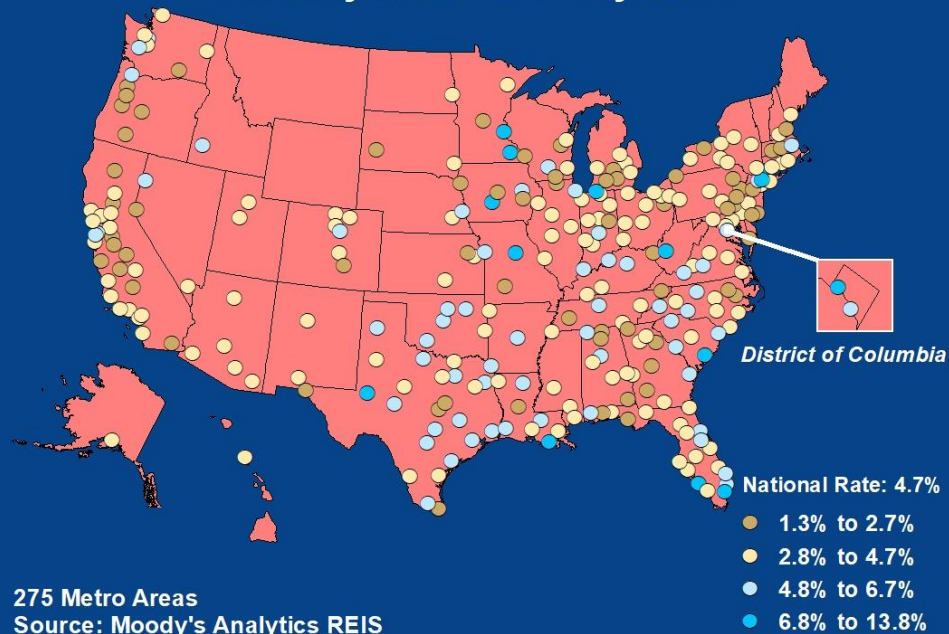 District of Columbia
National Rate: 4.7%
1.3% to 2.7%
2.8% to 4.7%
4.8% to 6.7%
6.8% to 13.8%
275 Metro Areas
Source: Moody's Analytics REIS